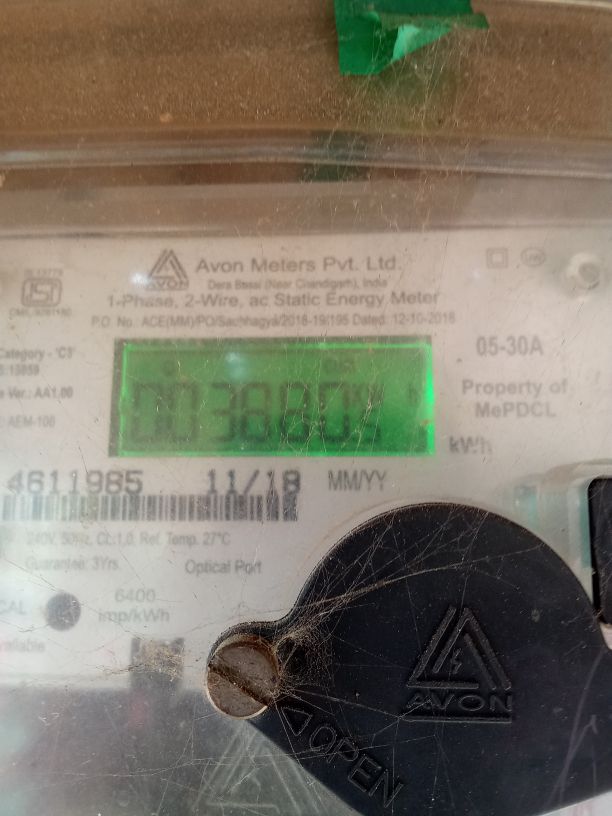 Avon Meters Pvt. Ltd.
AVON
Dera Bassi (Near Chandigarh), India
1-Phase, 2-Wire, ac Static Energy Meter
P.O. No.: ACE(MM)/PO/Sachhagya/2018-19/195 Dated: 12-10-2018
Category - 'C1'
05-30A
Ver.: AA1.00
AEM-100
003880
Property of
MePDCL
kWh
4611985 11/18 MM/YY
240V, 50Hz, CL:1.0, Ref. Temp. 27°C
Guarantee: 3Yrs. Optical Port
CAL
6400
imp/kWh
AVON
OPEN